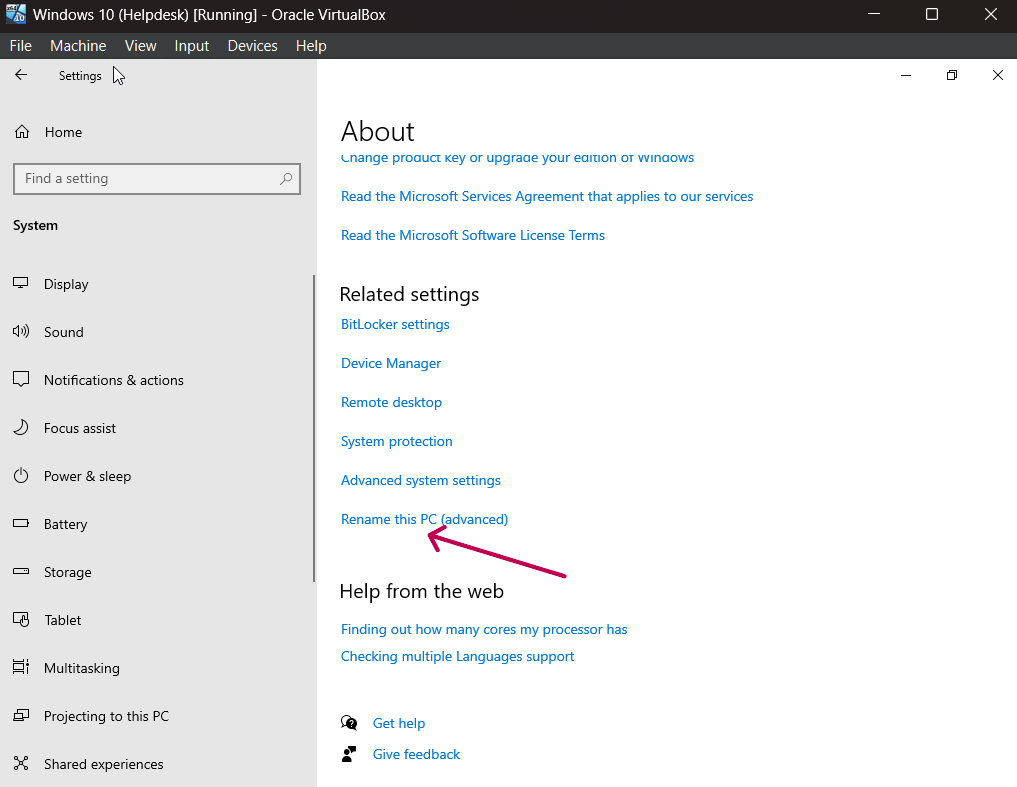 Windows 10 (Helpdesk) [Running] - Oracle VirtualBox
File Machine View Input Devices Help
Settings
Home
Find a setting
System
Display
Sound
Notifications & actions
Focus assist
Power & sleep
Battery
Storage
Tablet
Multitasking
Projecting to this PC
Shared experiences
About
Change product key or upgrade your edition of Windows
Read the Microsoft Services Agreement that applies to our services
Read the Microsoft Software License Terms
Related settings
BitLocker settings
Device Manager
Remote desktop
System protection
Advanced system settings
Rename this PC (advanced)
Help from the web
Finding out how many cores my processor has
Checking multiple Languages support
Get help
Give feedback